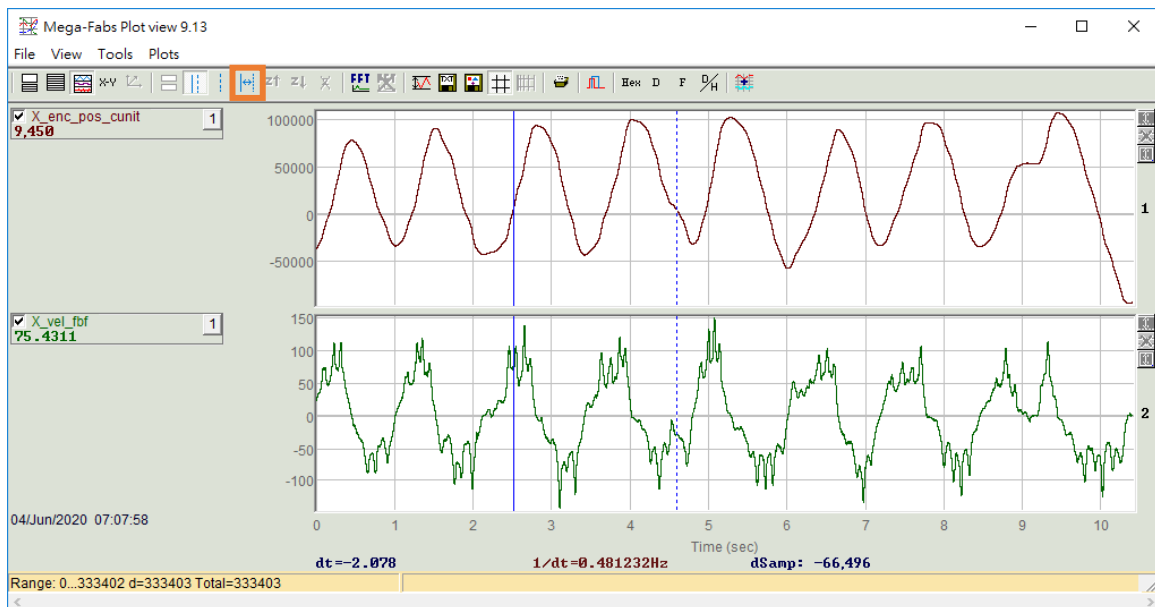 Mega-Fabs Plot view 9.13
File View Tools Plots
X-Y Z↑ Z↓ X FFT TXT Hex D F D/H
X_enc_pos_cunit 1
9,450
100000
50000
0
-50000
1
X_vel_fbf 1
75.4311
150
100
50
0
-50
-100
2
04/Jun/2020 07:07:58
0 1 2 3 4 5 6 7 8 9 10
Time (sec)
dt=-2.078 1/dt=0.481232Hz dSamp: -66,496
Range: 0...333402 d=333403 Total=333403